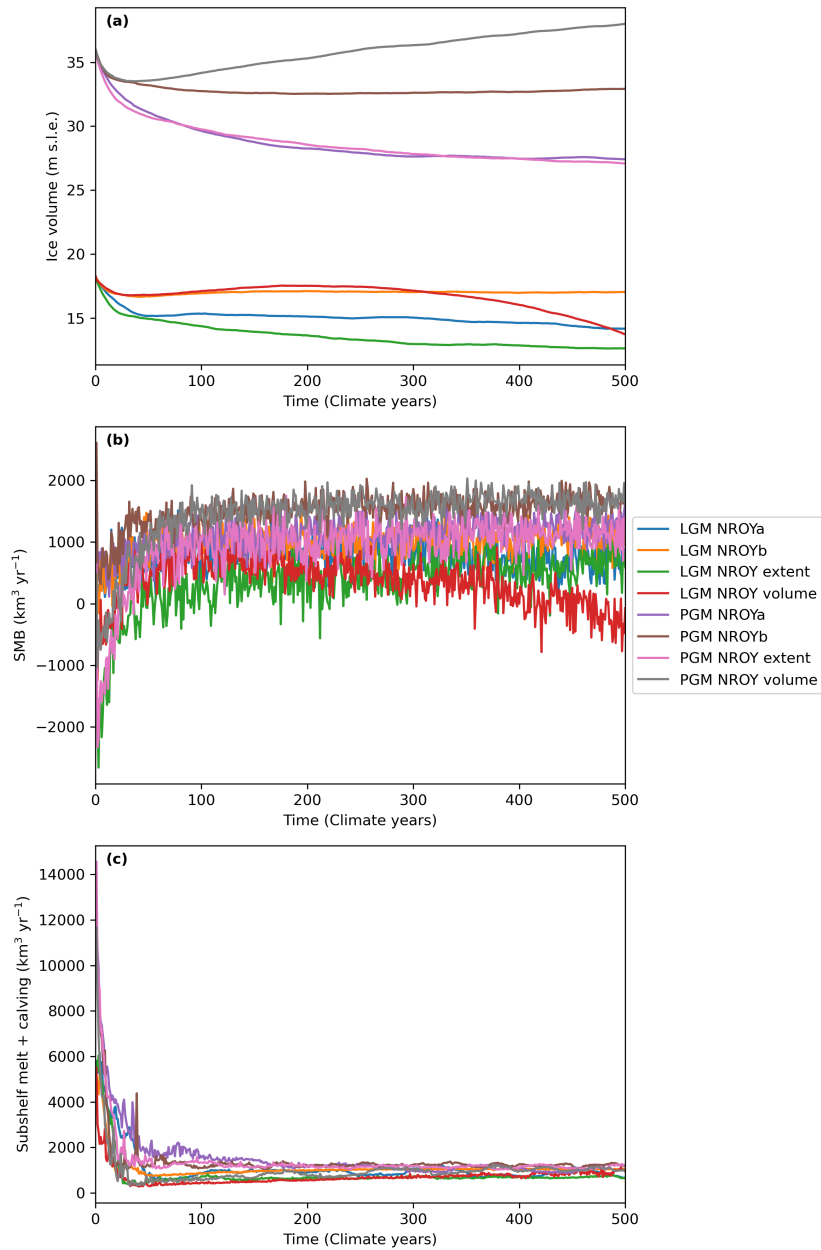 (a)
35
30
25
20
15
Ice volume (m s.l.e.)
0 100 200 300 400 500
Time (Climate years)
(b)
2000
1000
0
−1000
−2000
SMB (km³ yr⁻¹)
0 100 200 300 400 500
Time (Climate years)
LGM NROYa
LGM NROYb
LGM NROY extent
LGM NROY volume
PGM NROYa
PGM NROYb
PGM NROY extent
PGM NROY volume
(c)
14000
12000
10000
8000
6000
4000
2000
0
Subshelf melt + calving (km³ yr⁻¹)
0 100 200 300 400 500
Time (Climate years)